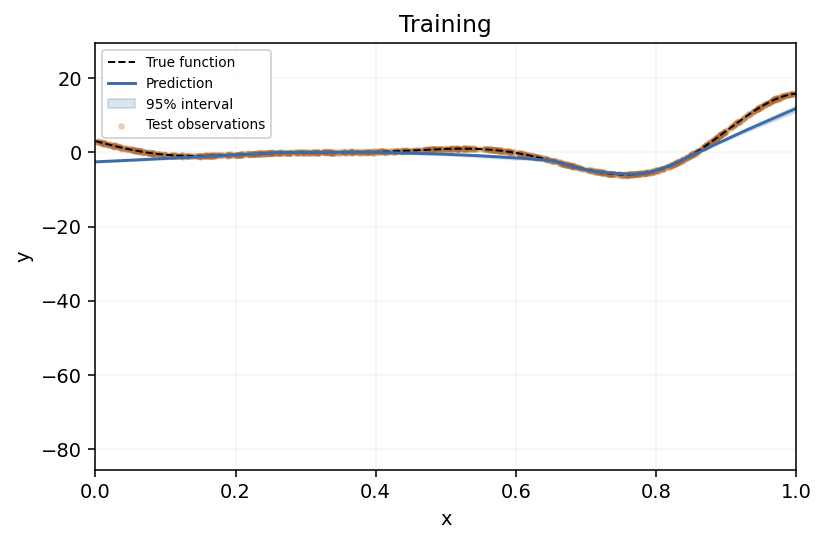 Training
True function
Prediction
95% interval
Test observations
20
0
−20
−40
−60
−80
y
0.0
0.2
0.4
0.6
0.8
1.0
x